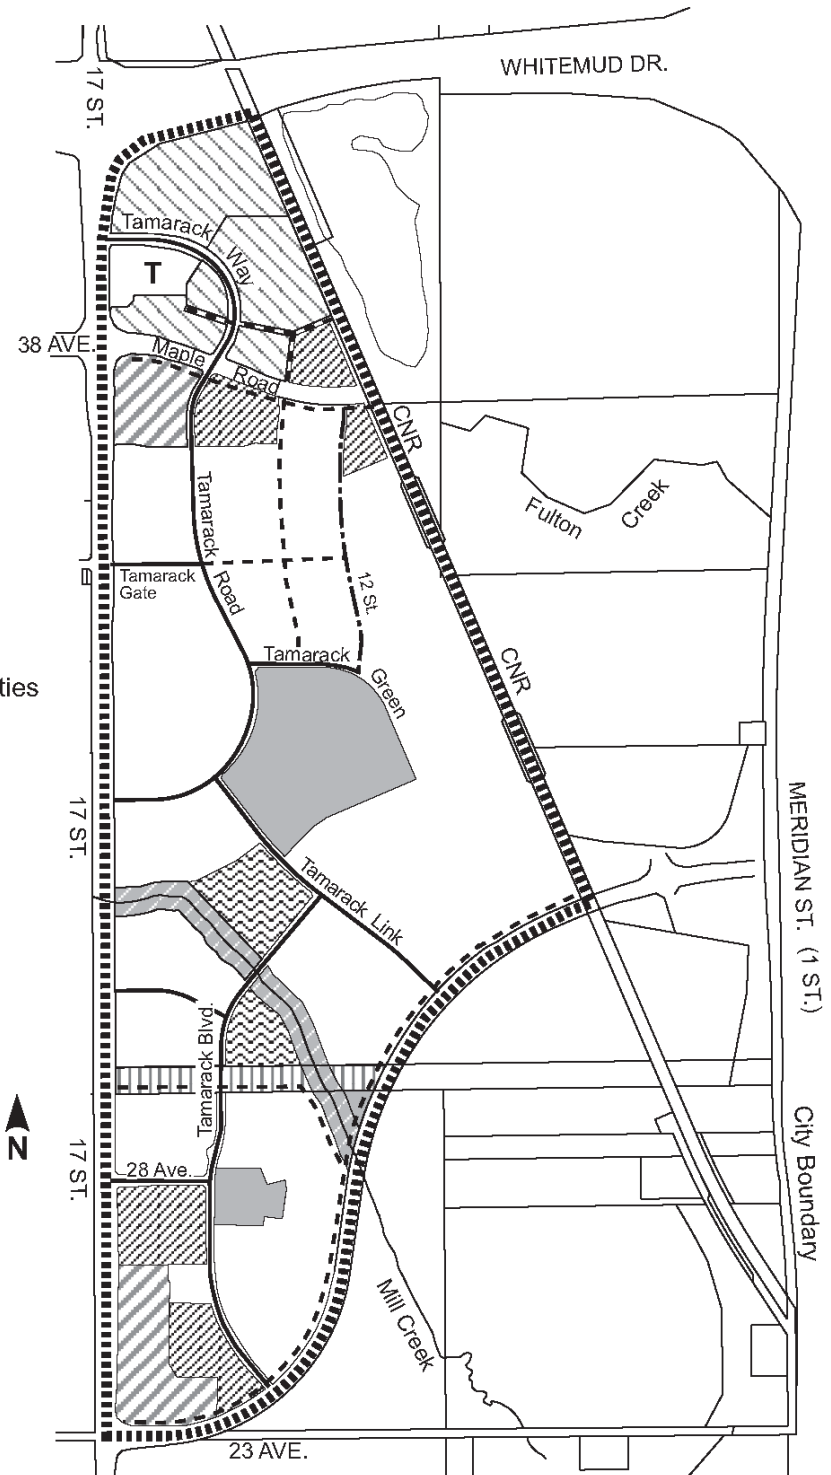 WHITEMUD DR.
17 ST.
Tamarack
Way
T
38 AVE.
Maple
Road
CNR
Fulton
Creek
Tamarack
Road
Tamarack
Gate
12 St.
Tamarack
Green
CNR
ties
17 ST.
MERIDIAN ST. (1 ST.)
Tamarack Link
Tamarack Blvd.
N
17 ST.
28 Ave.
City Boundary
Mill Creek
23 AVE.